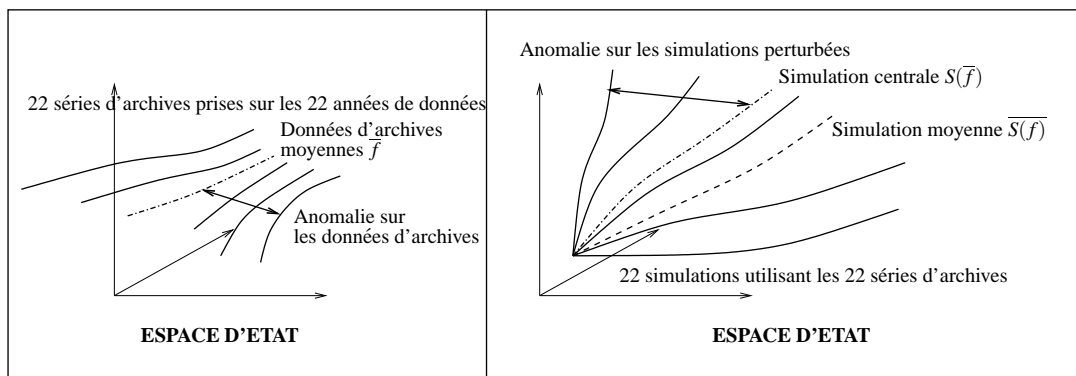 22 séries d'archives prises sur les 22 années de données
Données d'archives
moyennes f̅
Anomalie sur
les données d'archives
ESPACE D'ETAT
Anomalie sur les simulations perturbées
Simulation centrale S(f̅)
Simulation moyenne \overline{S(f)}
22 simulations utilisant les 22 séries d'archives
ESPACE D'ETAT